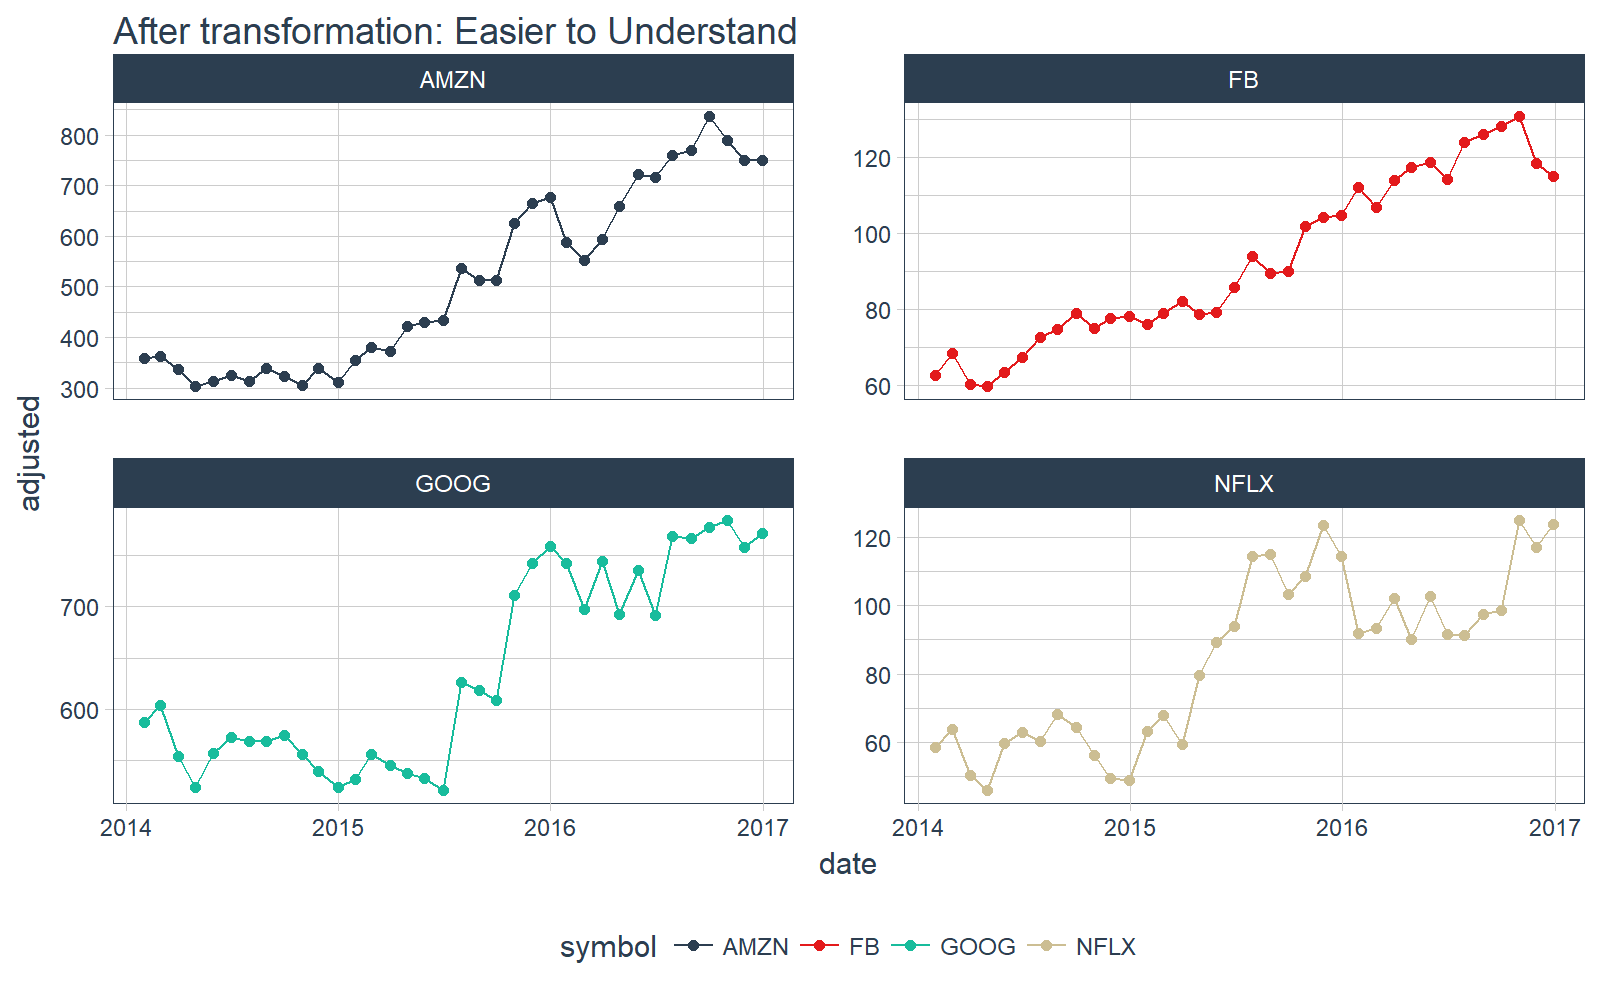 After transformation: Easier to Understand
AMZN
FB
800
700
600
500
400
300
120
100
80
60
adjusted
GOOG
NFLX
700
600
120
100
80
60
2014 2015 2016 2017
2014 2015 2016 2017
date
symbol AMZN FB GOOG NFLX